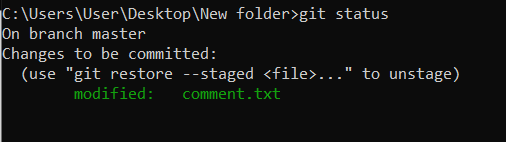 C:\Users\User\Desktop\New folder>git status
On branch master
Changes to be committed:
  (use "git restore --staged <file>..." to unstage)
        modified:   comment.txt